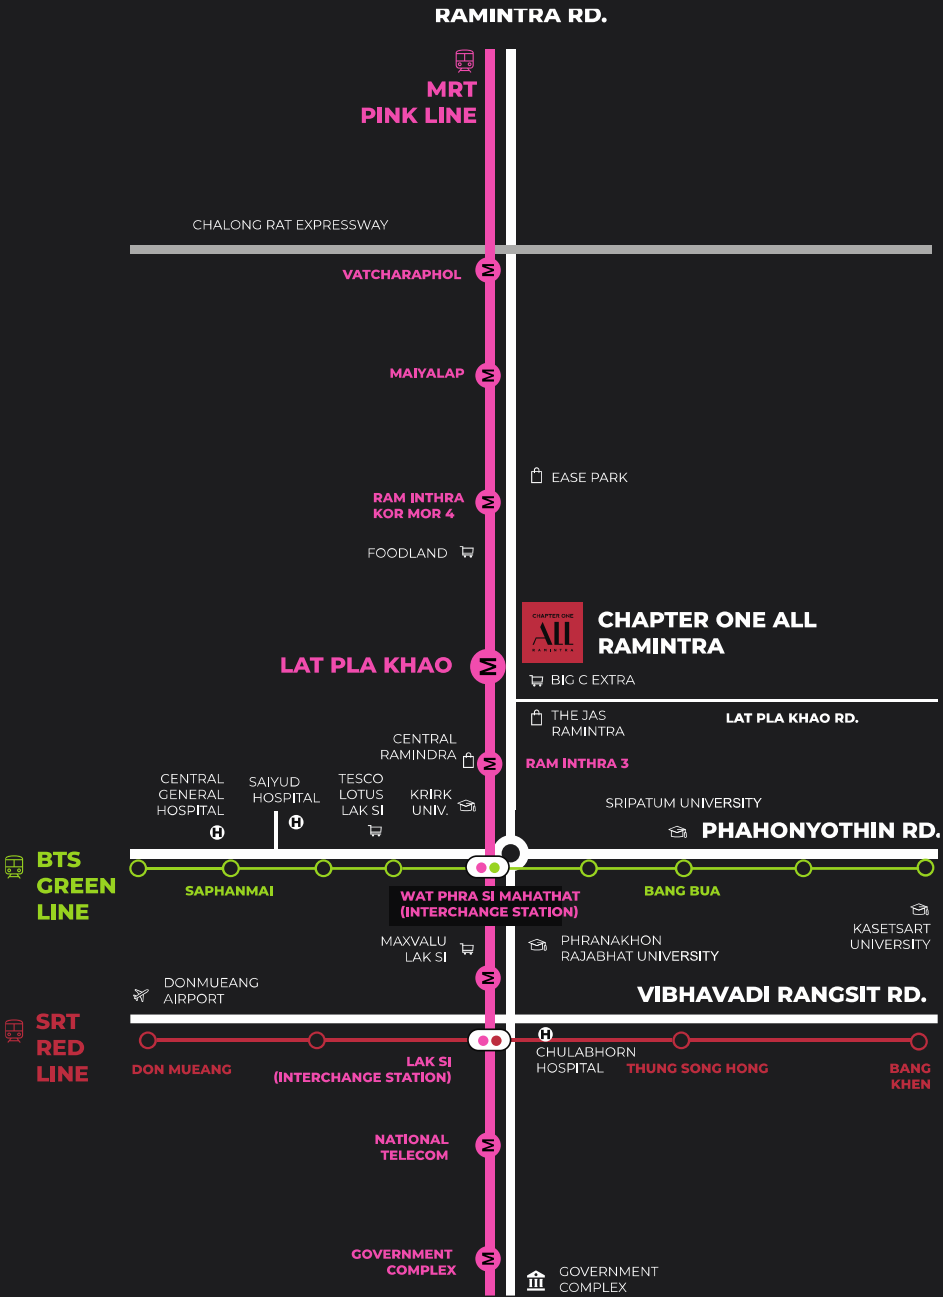 RAMINTRA RD.
MRT
PINK LINE
CHALONG RAT EXPRESSWAY
VATCHARAPHOL
M
MAIYALAP
M
EASE PARK
RAM INTHRA
KOR MOR 4
M
FOODLAND
CHAPTER ONE
ALL
RAMINTRA
CHAPTER ONE ALL
RAMINTRA
LAT PLA KHAO
M
BIG C EXTRA
THE JAS
RAMINTRA
LAT PLA KHAO RD.
CENTRAL
RAMINDRA
M
RAM INTHRA 3
CENTRAL
GENERAL
HOSPITAL
H
SAIYUD
HOSPITAL
H
TESCO
LOTUS
LAK SI
KRIRK
UNIV.
SRIPATUM UNIVERSITY
PHAHONYOTHIN RD.
BTS
GREEN
LINE
SAPHANMAI
WAT PHRA SI MAHATHAT
(INTERCHANGE STATION)
BANG BUA
KASETSART
UNIVERSITY
MAXVALU
LAK SI
PHRANAKHON
RAJABHAT UNIVERSITY
M
DONMUEANG
AIRPORT
VIBHAVADI RANGSIT RD.
SRT
RED
LINE
DON MUEANG
LAK SI
(INTERCHANGE STATION)
H
CHULABHORN
HOSPITAL
THUNG SONG HONG
BANG
KHEN
NATIONAL
TELECOM
M
GOVERNMENT
COMPLEX
M
GOVERNMENT
COMPLEX